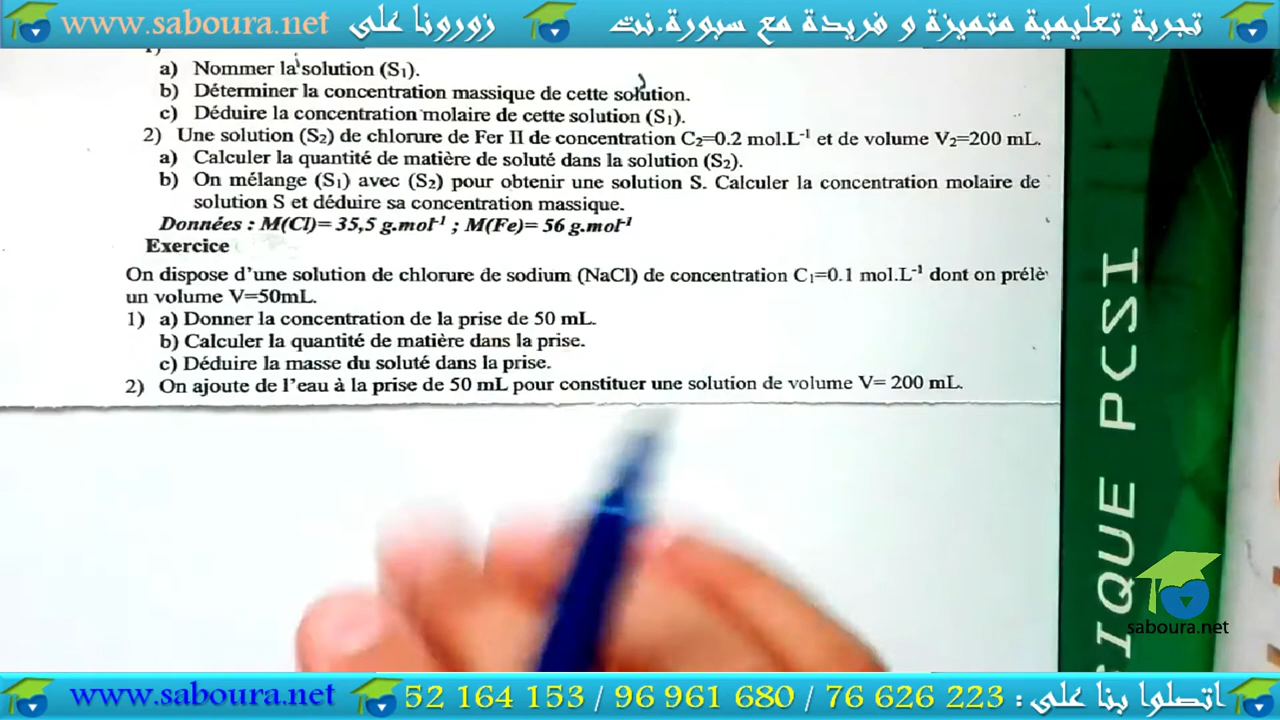 www.saboura.net زورونا على تجربة تعليمية متميزة و فريدة مع سبورة.نت
a) Nommer la solution (S₁).
b) Déterminer la concentration massique de cette solution.
c) Déduire la concentration molaire de cette solution (S₁).
2) Une solution (S₂) de chlorure de Fer II de concentration C₂=0.2 mol.L⁻¹ et de volume V₂=200 mL.
a) Calculer la quantité de matière de soluté dans la solution (S₂).
b) On mélange (S₁) avec (S₂) pour obtenir une solution S. Calculer la concentration molaire de
solution S et déduire sa concentration massique.
Données : M(Cl)= 35,5 g.mol⁻¹ ; M(Fe)= 56 g.mol⁻¹
Exercice
On dispose d'une solution de chlorure de sodium (NaCl) de concentration C₁=0.1 mol.L⁻¹ dont on prélè
un volume V=50mL.
1) a) Donner la concentration de la prise de 50 mL.
b) Calculer la quantité de matière dans la prise.
c) Déduire la masse du soluté dans la prise.
2) On ajoute de l'eau à la prise de 50 mL pour constituer une solution de volume V= 200 mL.
IQUE PCSI
saboura.net
www.saboura.net 52 164 153 / 96 961 680 / 76 626 223 : اتصلوا بنا على